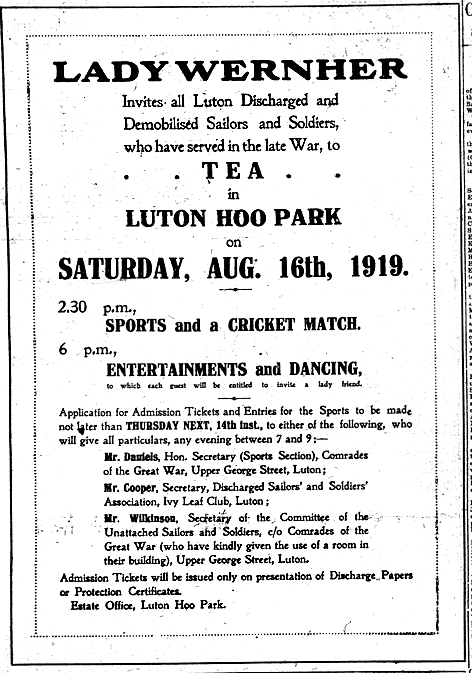 LADY WERNHER
Invites all Luton Discharged and
Demobilised Sailors and Soldiers,
who have served in the late War, to
. . TEA . .
in
LUTON HOO PARK
on
SATURDAY, AUG. 16th, 1919.
2.30 p.m.,
SPORTS and a CRICKET MATCH.
6 p.m.,
ENTERTAINMENTS and DANCING,
to which each guest will be entitled to invite a lady friend.
Application for Admission Tickets and Entries for the Sports to be made
not later than THURSDAY NEXT, 14th inst., to either of the following, who
will give all particulars, any evening between 7 and 9:—
Mr. Daniels, Hon. Secretary (Sports Section), Comrades
of the Great War, Upper George Street, Luton;
Mr. Cooper, Secretary, Discharged Sailors' and Soldiers'
Association, Ivy Leaf Club, Luton;
Mr. Wilkinson, Secretary of the Committee of the
Unattached Sailors and Soldiers, c/o Comrades of the
Great War (who have kindly given the use of a room in
their building), Upper George Street, Luton.
Admission Tickets will be issued only on presentation of Discharge Papers
or Protection Certificates.
Estate Office, Luton Hoo Park.